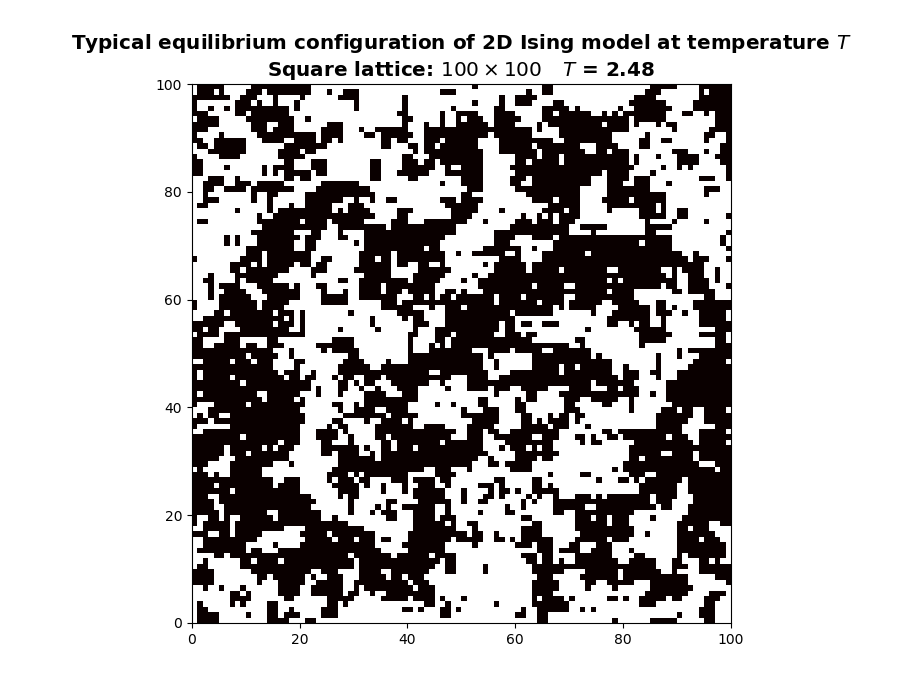 Typical equilibrium configuration of 2D Ising model at temperature T
Square lattice: 100 × 100 T = 2.48
100
80
60
40
20
0
0 20 40 60 80 100